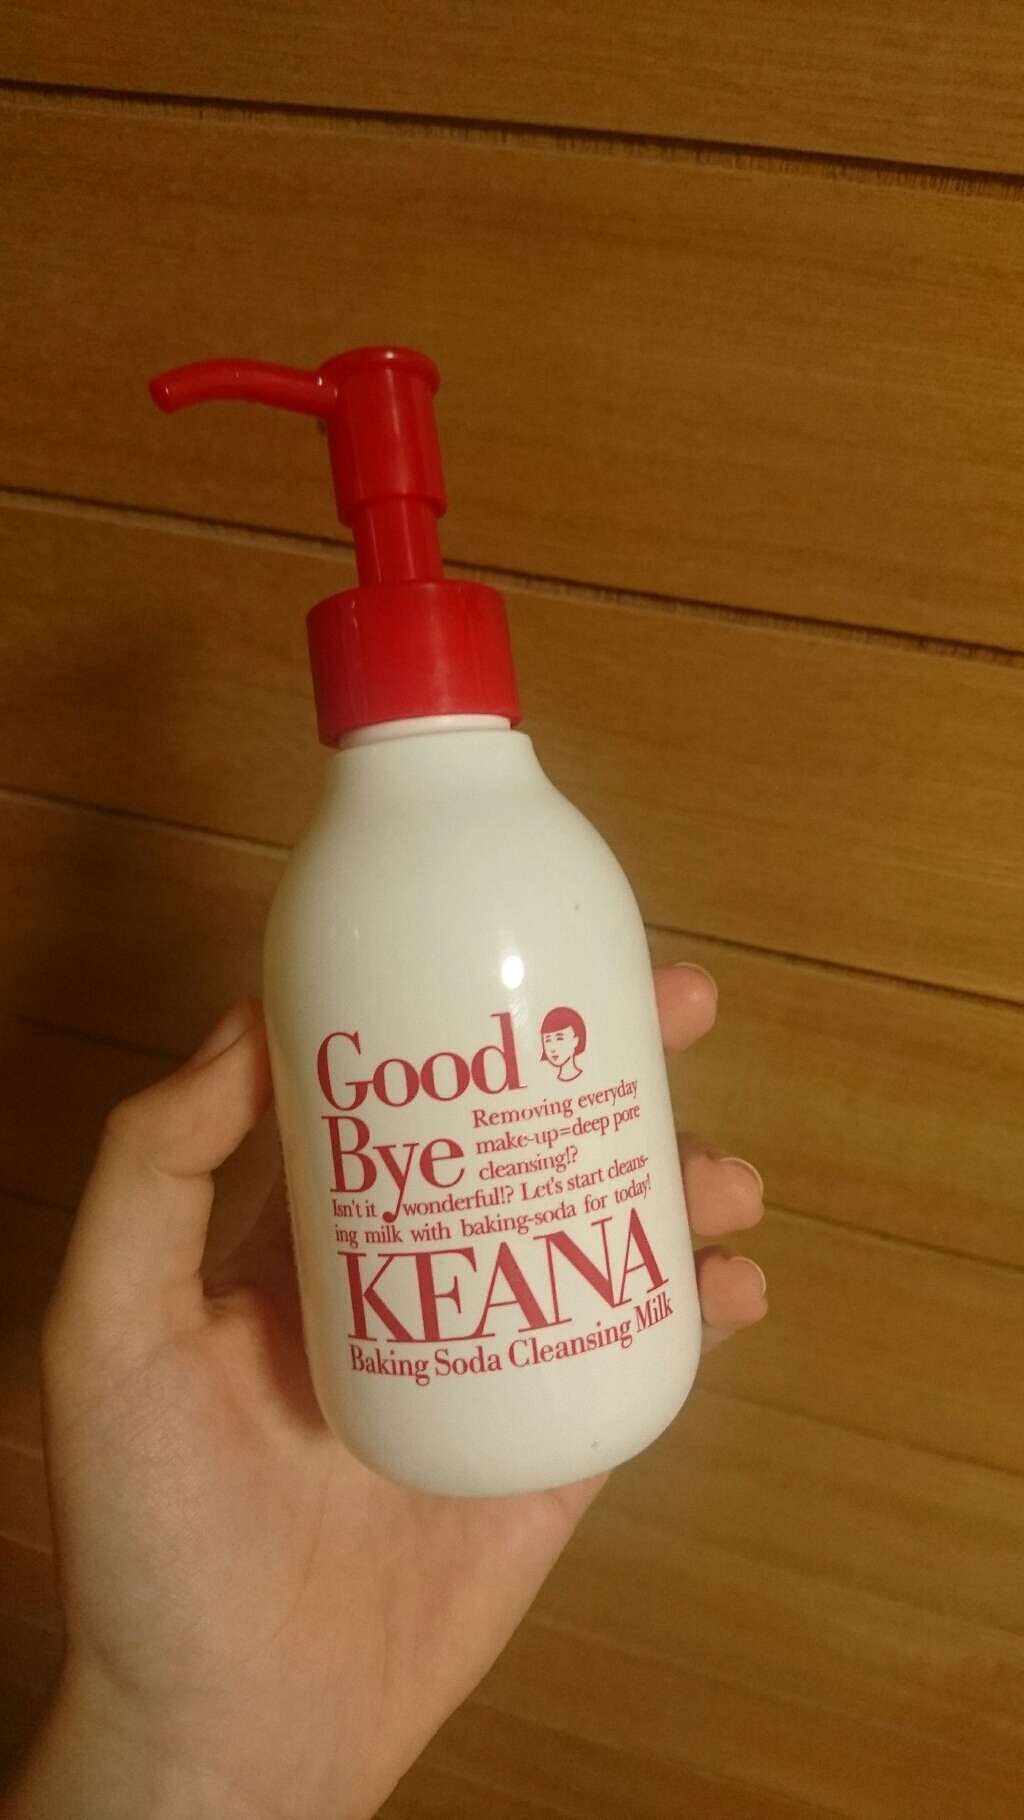 Good
Bye
Removing everyday
make-up=deep pore
cleansing!?
Isn't it wonderful!? Let's start cleans-
ing milk with baking-soda for today!
KEANA
Baking Soda Cleansing Milk